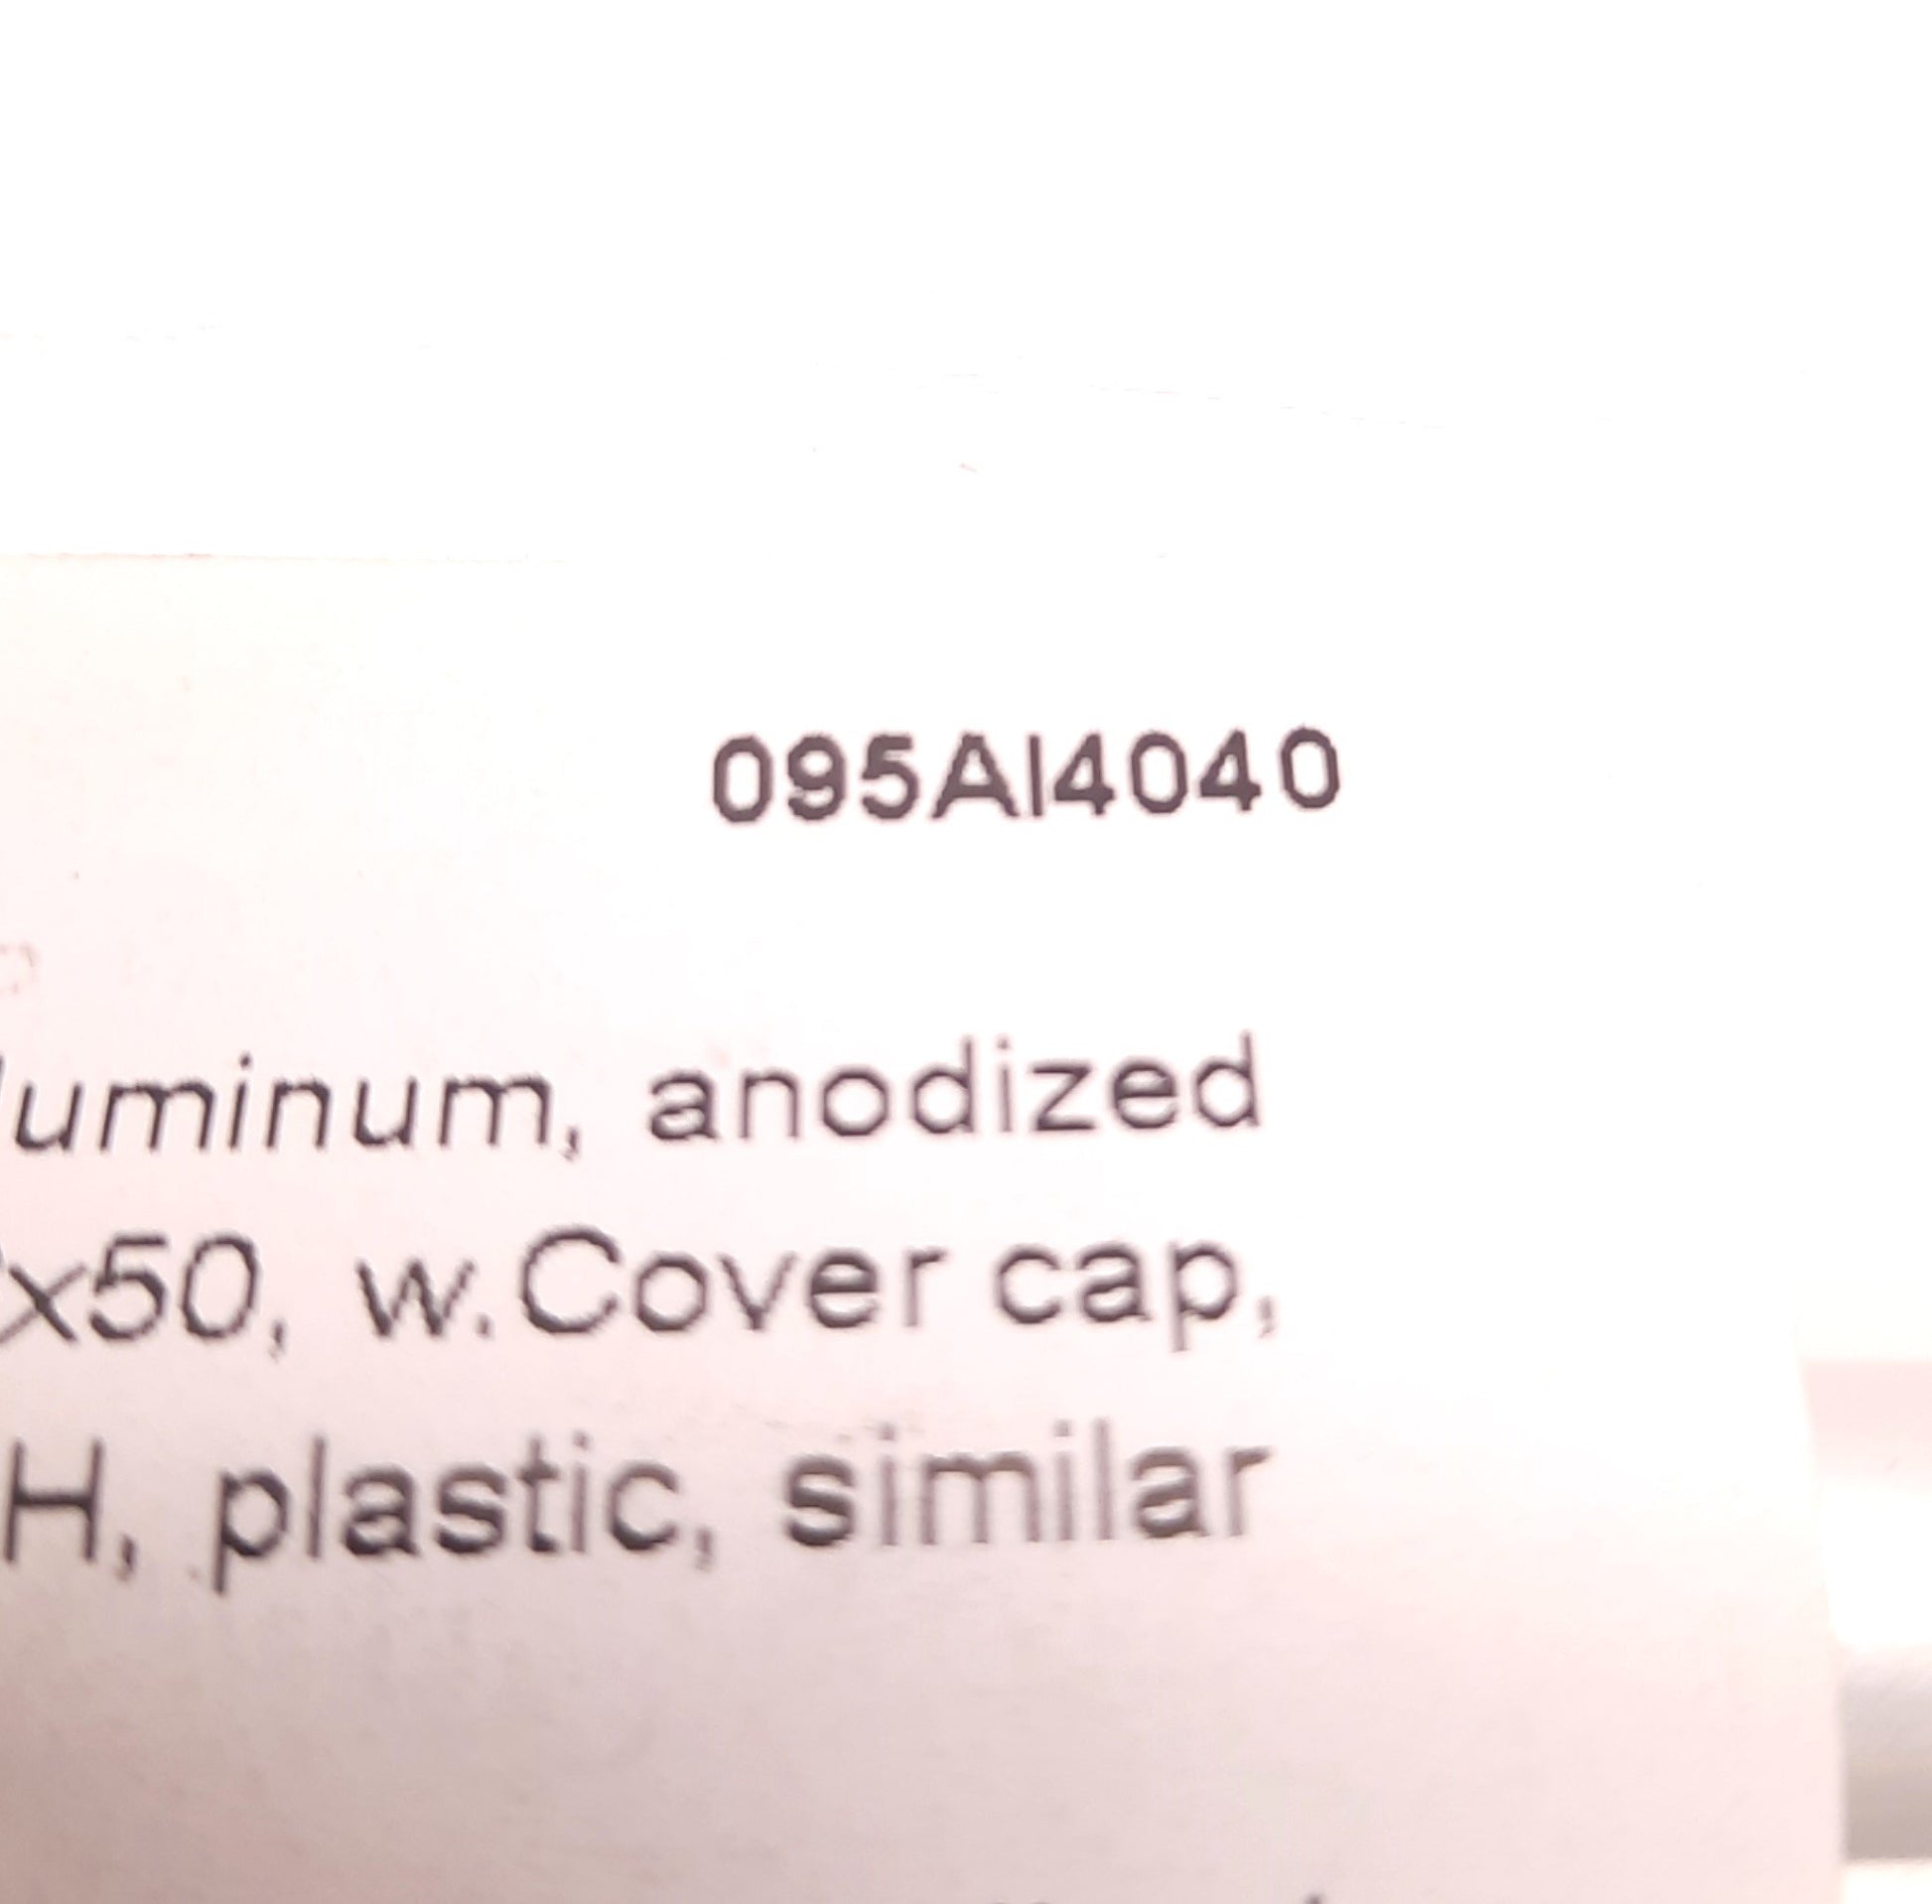 095AI4040
luminum, anodized
x50, w.Cover cap,
H, plastic, similar